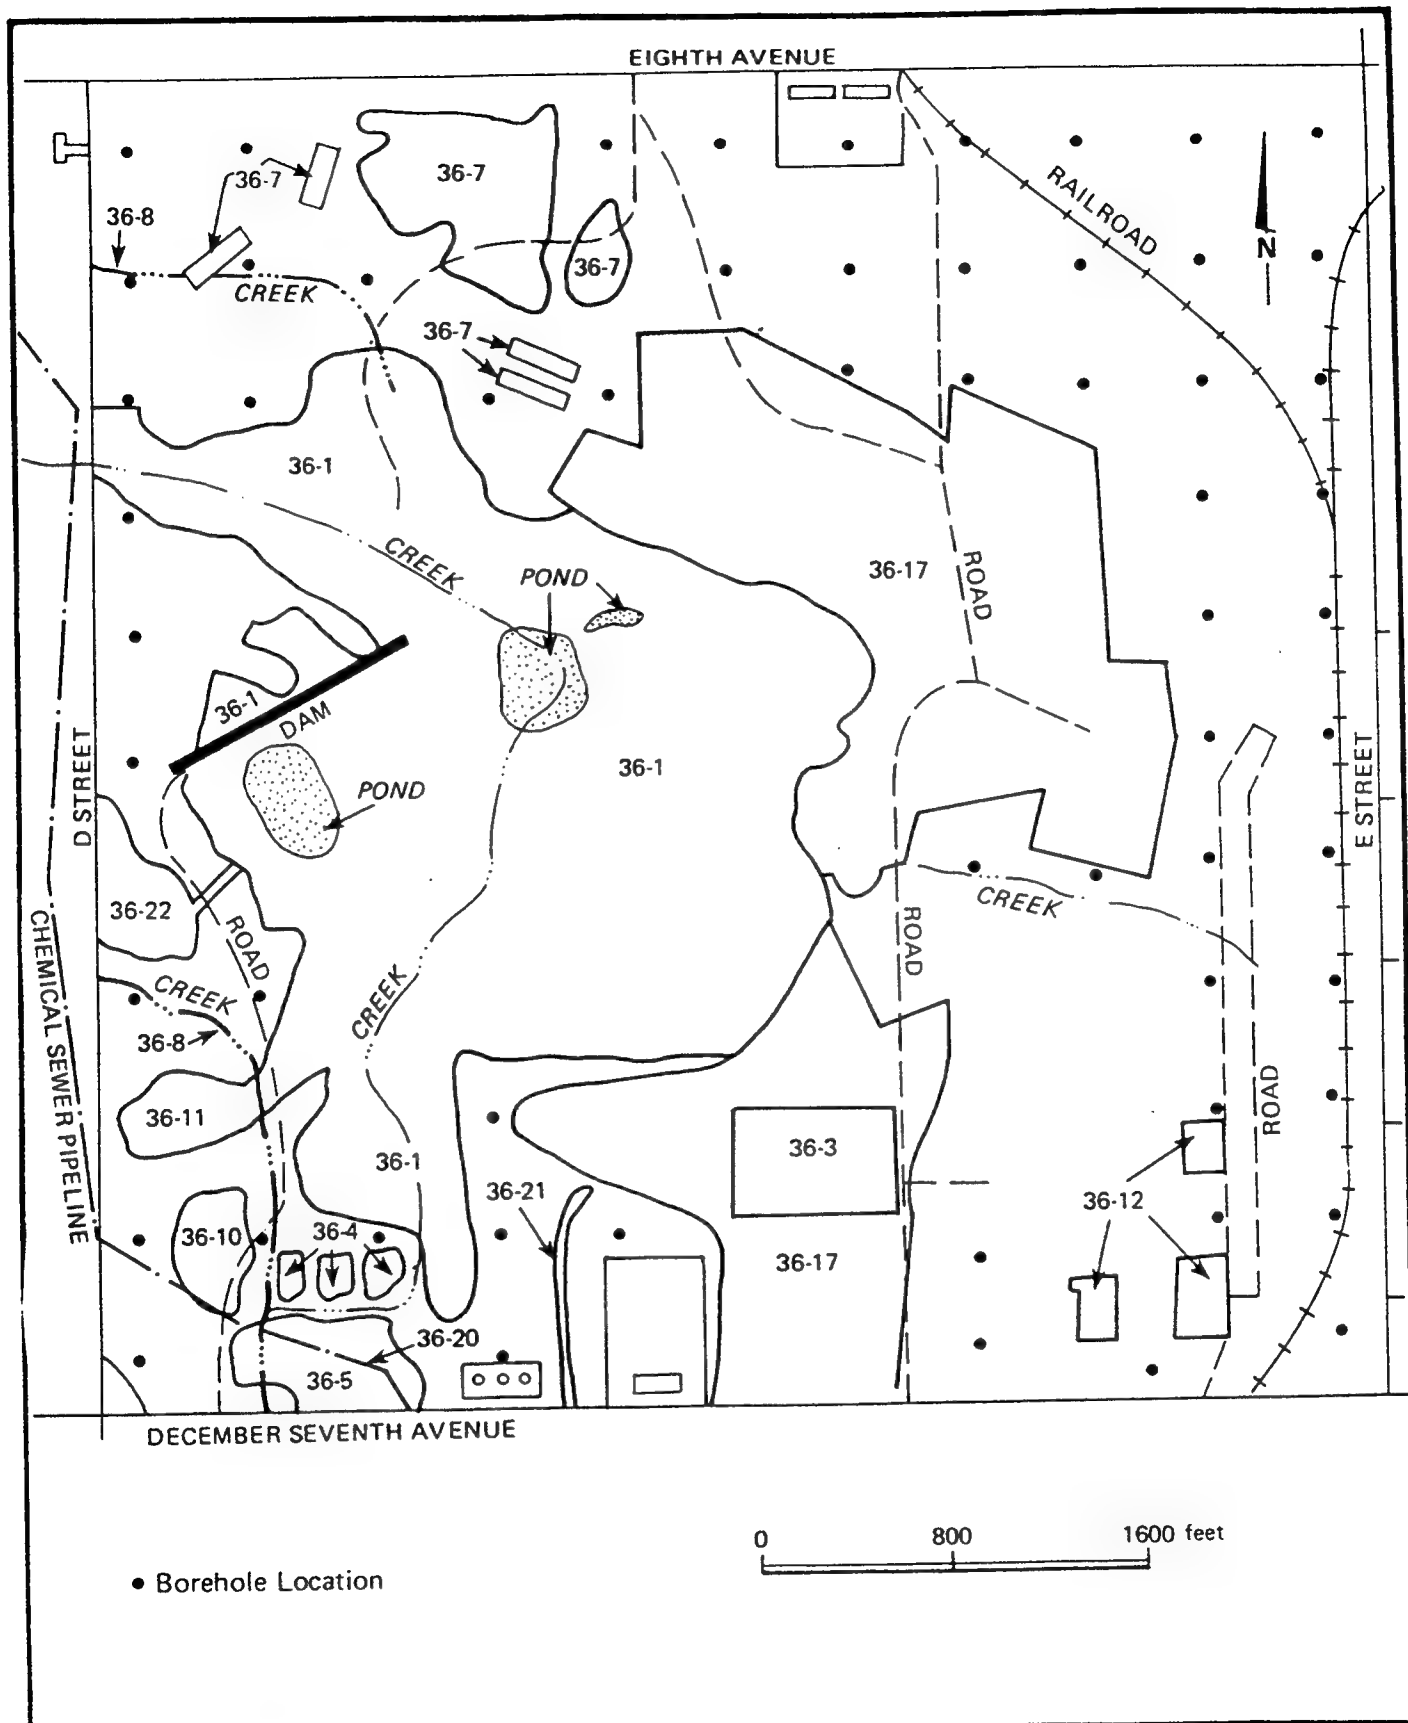 EIGHTH AVENUE
36-7
36-7
36-8
RAILROAD
N
36-7
CREEK
36-7
36-1
CREEK
POND
36-17
ROAD
36-1
DAM
D STREET
36-1
POND
E STREET
36-22
ROAD
CREEK
ROAD
CHEMICAL SEWER PIPELINE
CREEK
CREEK
36-8
36-11
36-1
36-3
ROAD
36-21
36-12
36-10
36-4
36-17
36-20
36-5
DECEMBER SEVENTH AVENUE
0 800 1600 feet
Borehole Location